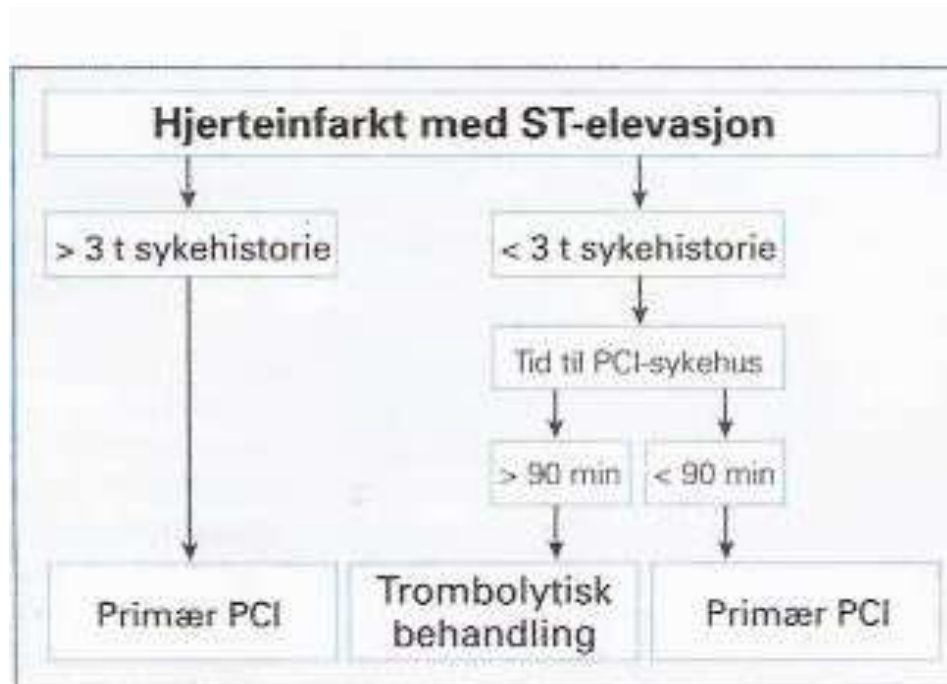 Hjerteinfarkt med ST-elevasjon
> 3 t sykehistorie
< 3 t sykehistorie
Tid til PCI-sykehus
> 90 min
< 90 min
Primær PCI
Trombolytisk
behandling
Primær PCI